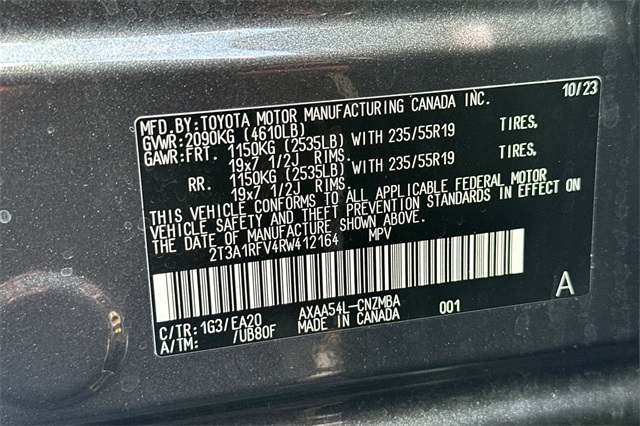 MFD.BY:TOYOTA MOTOR MANUFACTURING CANADA INC. 10/23
GVWR:2090KG (4610LB)
GAWR:FRT. 1150KG (2535LB) WITH 235/55R19 TIRES,
19x7 1/2J RIMS.
RR. 1150KG (2535LB) WITH 235/55R19 TIRES,
19x7 1/2J RIMS.
THIS VEHICLE CONFORMS TO ALL APPLICABLE FEDERAL MOTOR
VEHICLE SAFETY AND THEFT PREVENTION STANDARDS IN EFFECT ON
THE DATE OF MANUFACTURE SHOWN ABOVE.
2T3A1RFV4RW412164 MPV
A
C/TR:1G3/EA20 AXAA54L-CNZMBA 001
A/TM: /UB80F MADE IN CANADA